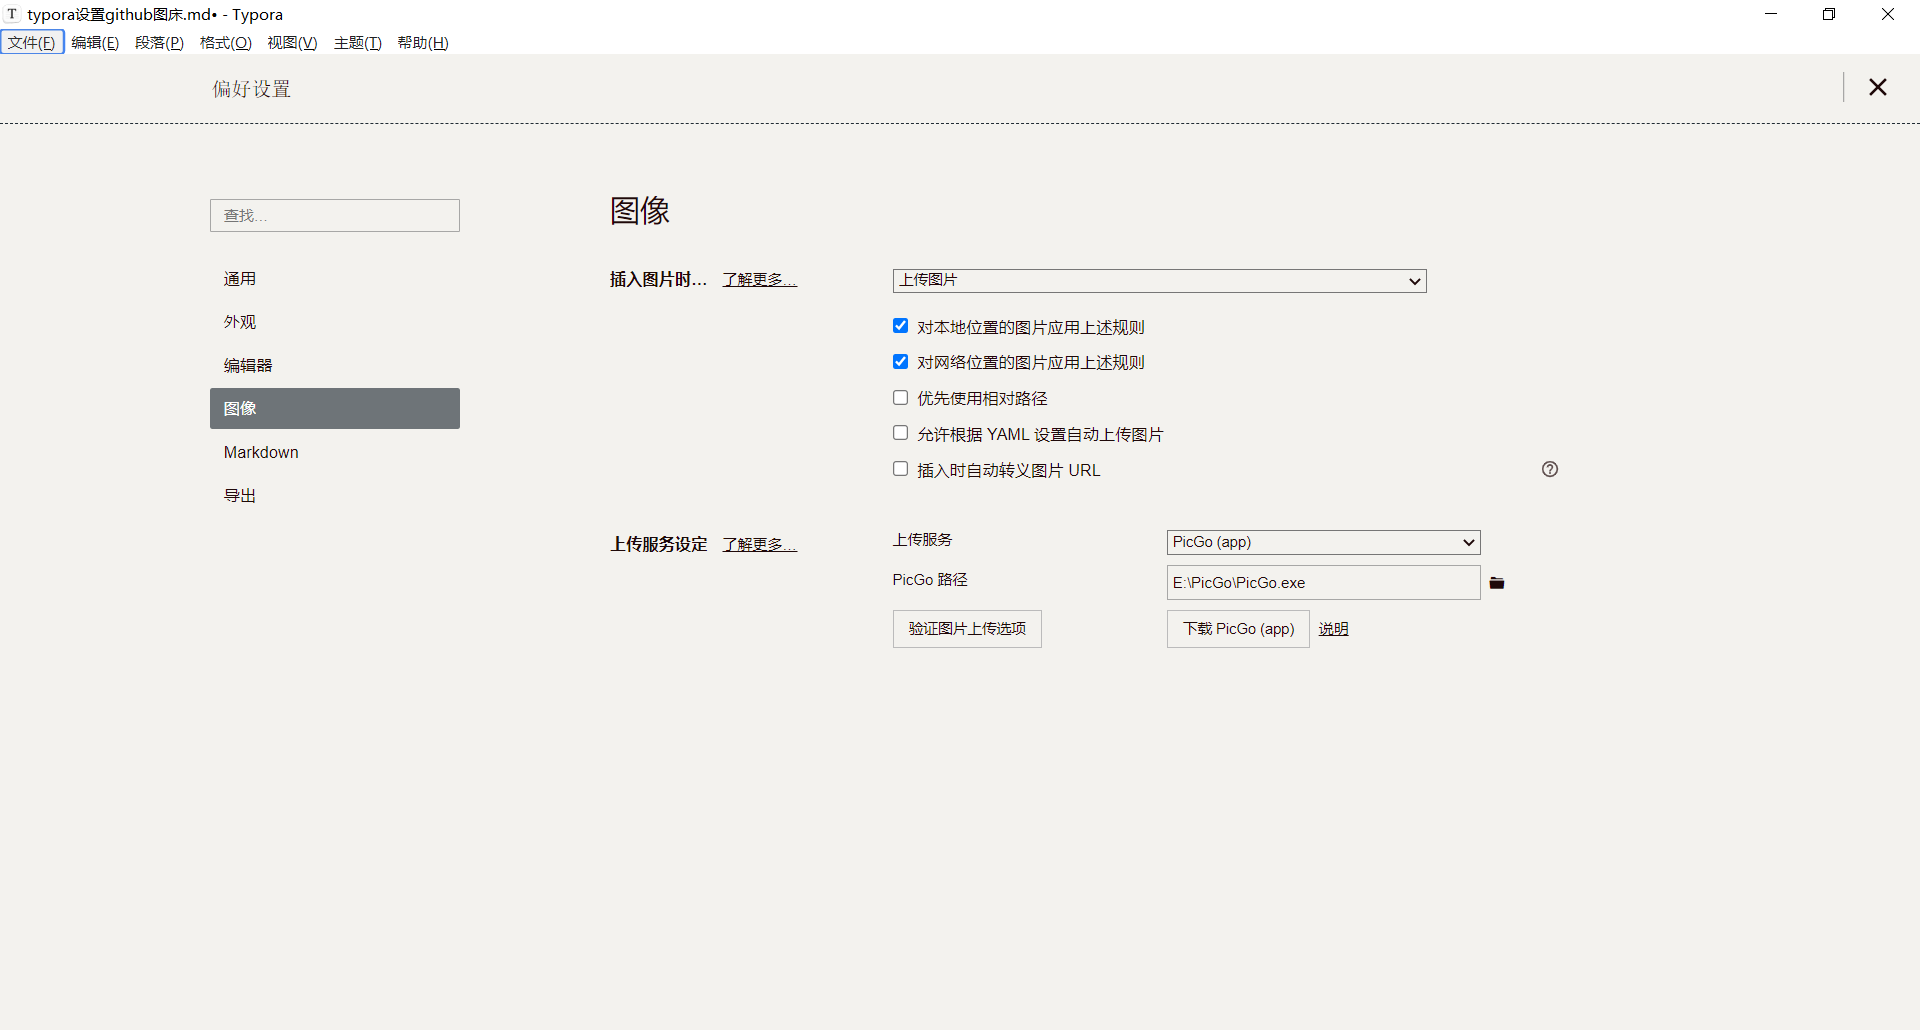 T typora设置github图床.md• - Typora
文件(F) 编辑(E) 段落(P) 格式(O) 视图(V) 主题(T) 帮助(H)
偏好设置
查找...
通用
外观
编辑器
图像
Markdown
导出
图像
插入图片时... 了解更多...
上传图片
对本地位置的图片应用上述规则
对网络位置的图片应用上述规则
优先使用相对路径
允许根据 YAML 设置自动上传图片
插入时自动转义图片 URL
上传服务设定 了解更多...
上传服务 PicGo (app)
PicGo 路径 E:\PicGo\PicGo.exe
验证图片上传选项 下载 PicGo (app) 说明